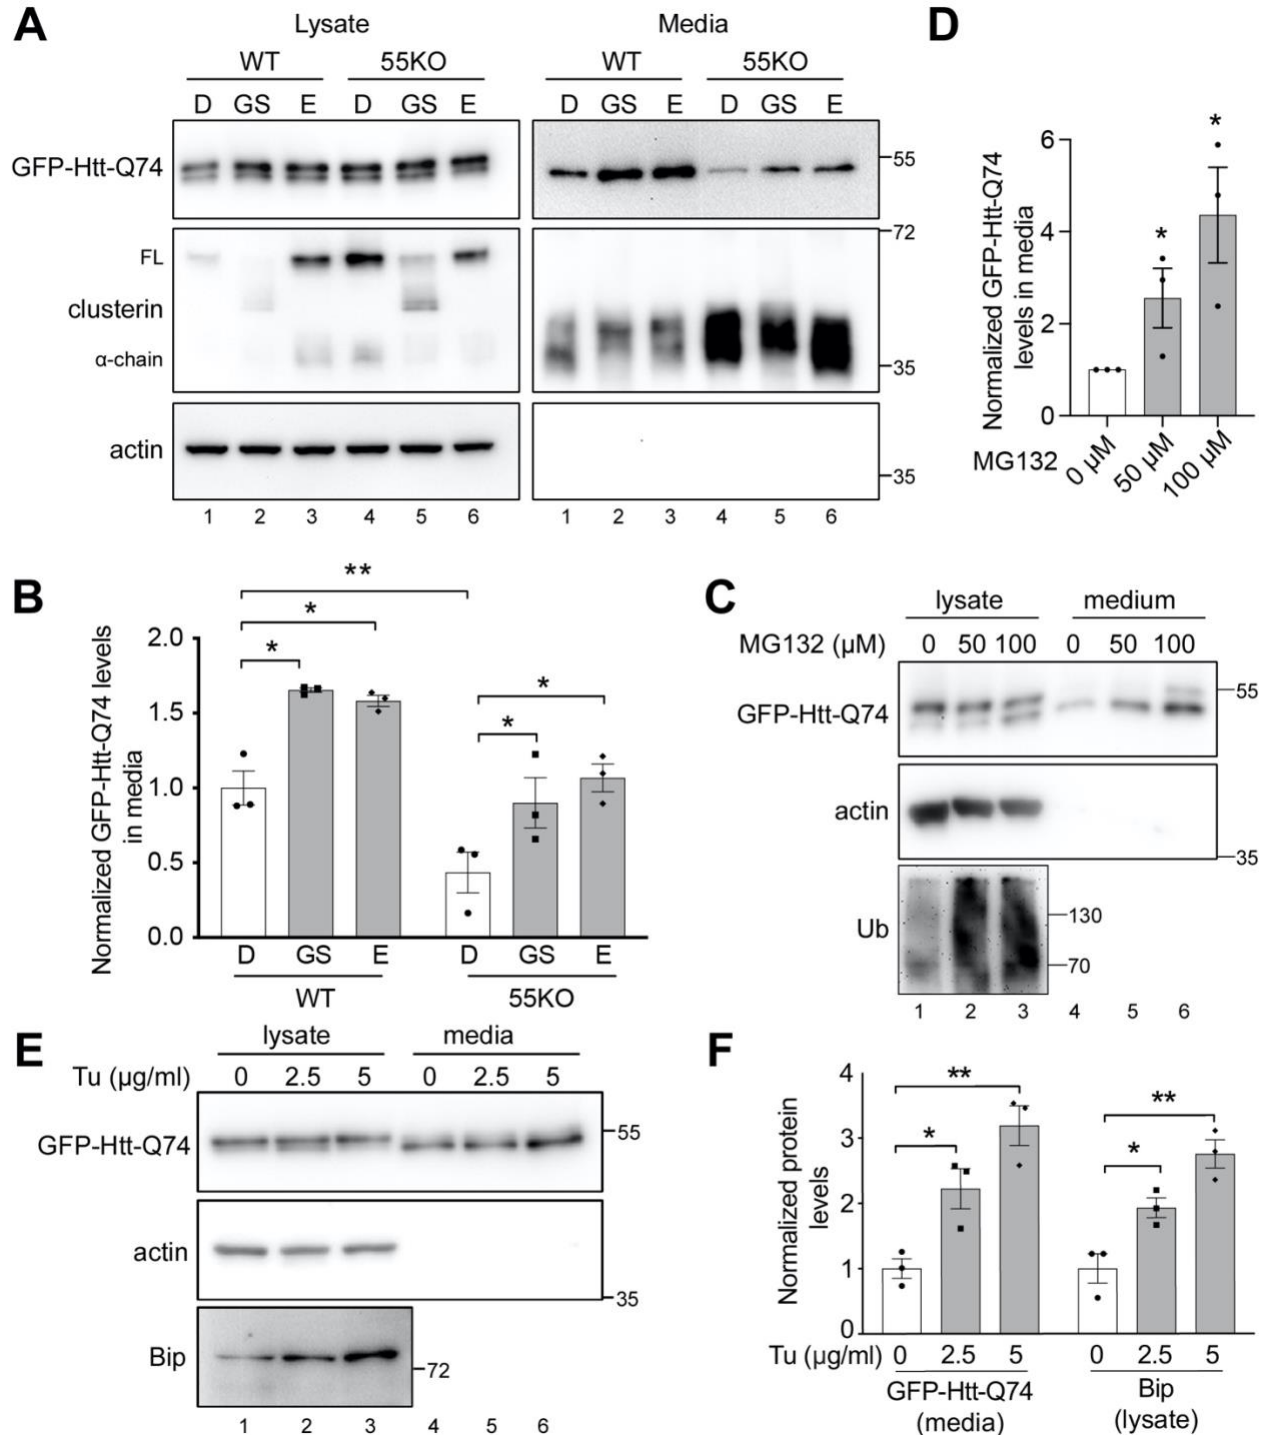 A
Lysate Media
WT 55KO WT 55KO
D GS E D GS E D GS E D GS E
GFP-Htt-Q74
55
72
FL
clusterin
α-chain
35
actin
35
1 2 3 4 5 6 1 2 3 4 5 6
D
Normalized GFP-Htt-Q74
levels in media
6
4
2
0
*
*
MG132 0 µM 50 µM 100 µM
B
Normalized GFP-Htt-Q74 levels
in media
2.0
1.5
1.0
0.5
0.0
**
*
*
*
*
D GS E D GS E
WT 55KO
C
lysate medium
MG132 (µM) 0 50 100 0 50 100
GFP-Htt-Q74
55
actin
35
Ub
130
70
1 2 3 4 5 6
E
lysate media
Tu (µg/ml) 0 2.5 5 0 2.5 5
GFP-Htt-Q74
55
actin
35
Bip
72
1 2 3 4 5 6
F
Normalized protein
levels
4
3
2
1
0
**
*
**
*
Tu (µg/ml) 0 2.5 5 0 2.5 5
GFP-Htt-Q74 Bip
(media) (lysate)